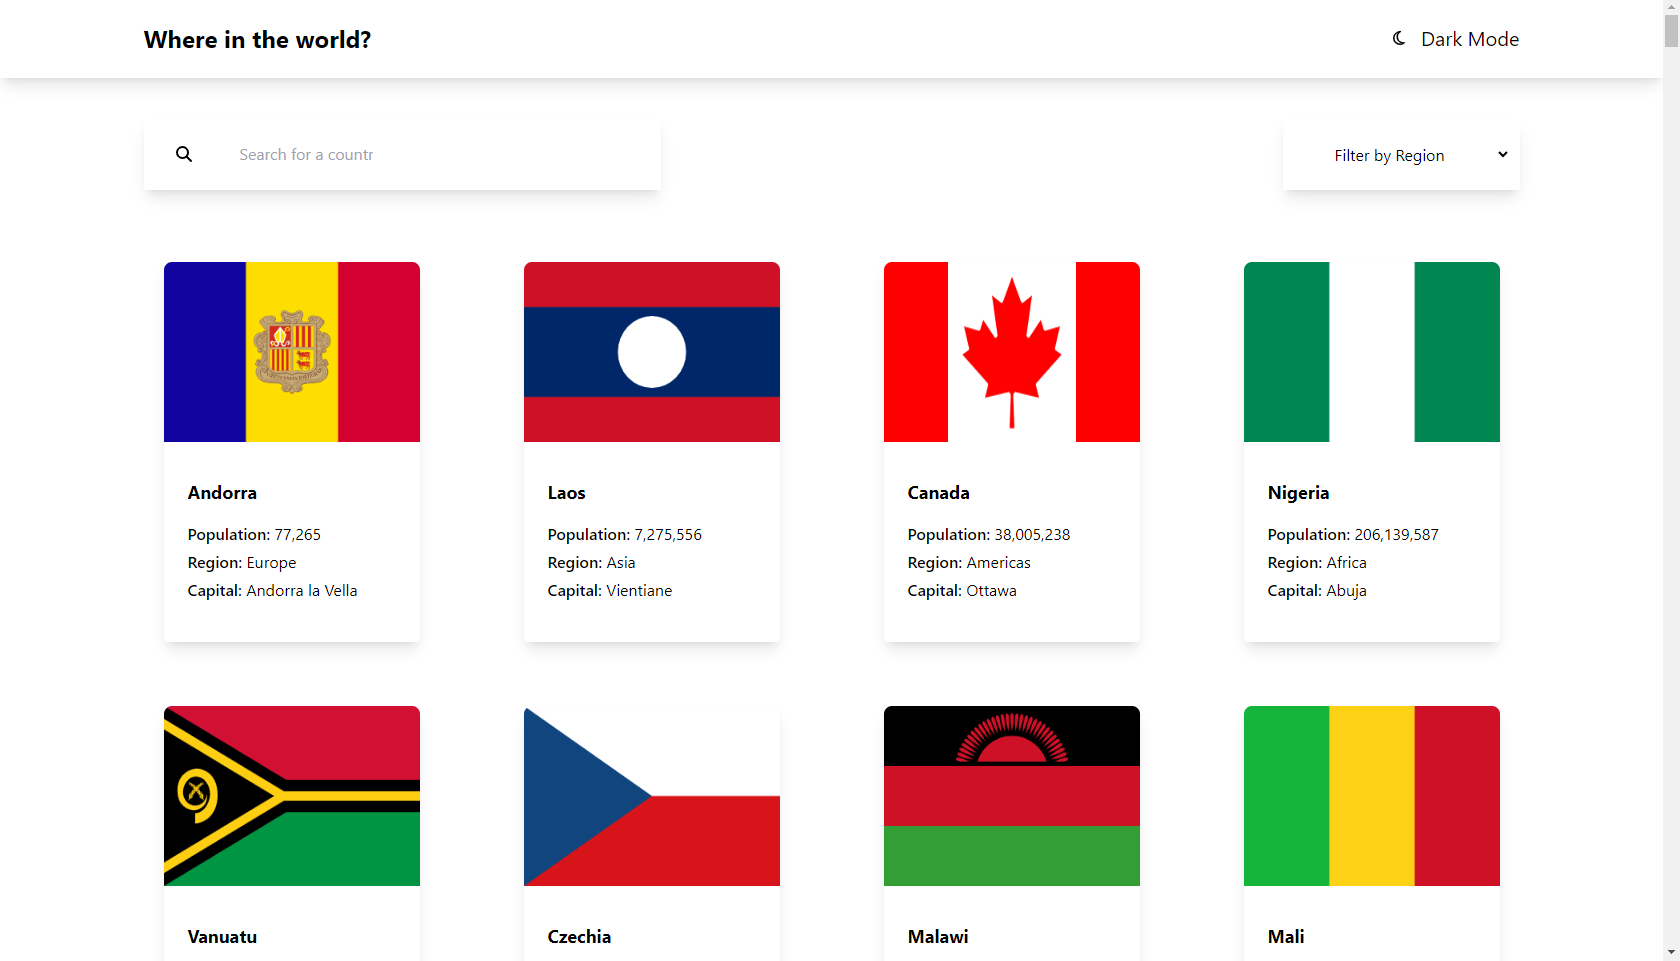 Where in the world?
Dark Mode
Search for a countr
Filter by Region
Andorra
Population: 77,265
Region: Europe
Capital: Andorra la Vella
Laos
Population: 7,275,556
Region: Asia
Capital: Vientiane
Canada
Population: 38,005,238
Region: Americas
Capital: Ottawa
Nigeria
Population: 206,139,587
Region: Africa
Capital: Abuja
Vanuatu
Czechia
Malawi
Mali